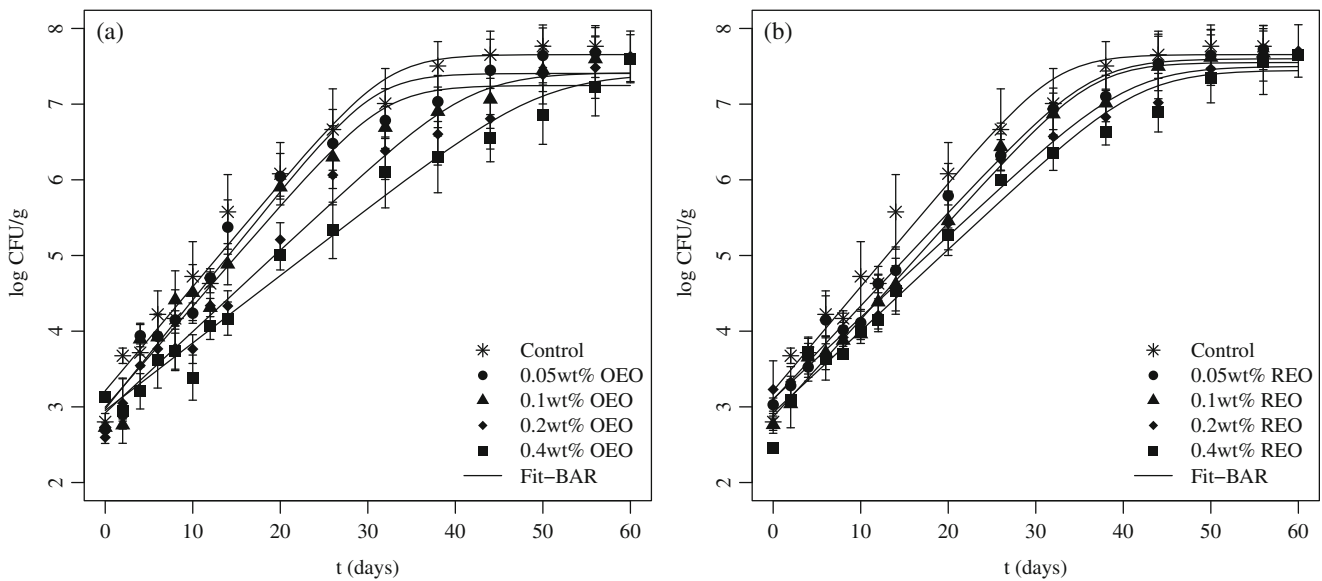 (a)
log CFU/g
8
7
6
5
4
3
2
Control
0.05wt% OEO
0.1wt% OEO
0.2wt% OEO
0.4wt% OEO
Fit−BAR
0 10 20 30 40 50 60
t (days)
(b)
log CFU/g
8
7
6
5
4
3
2
Control
0.05wt% REO
0.1wt% REO
0.2wt% REO
0.4wt% REO
Fit−BAR
0 10 20 30 40 50 60
t (days)